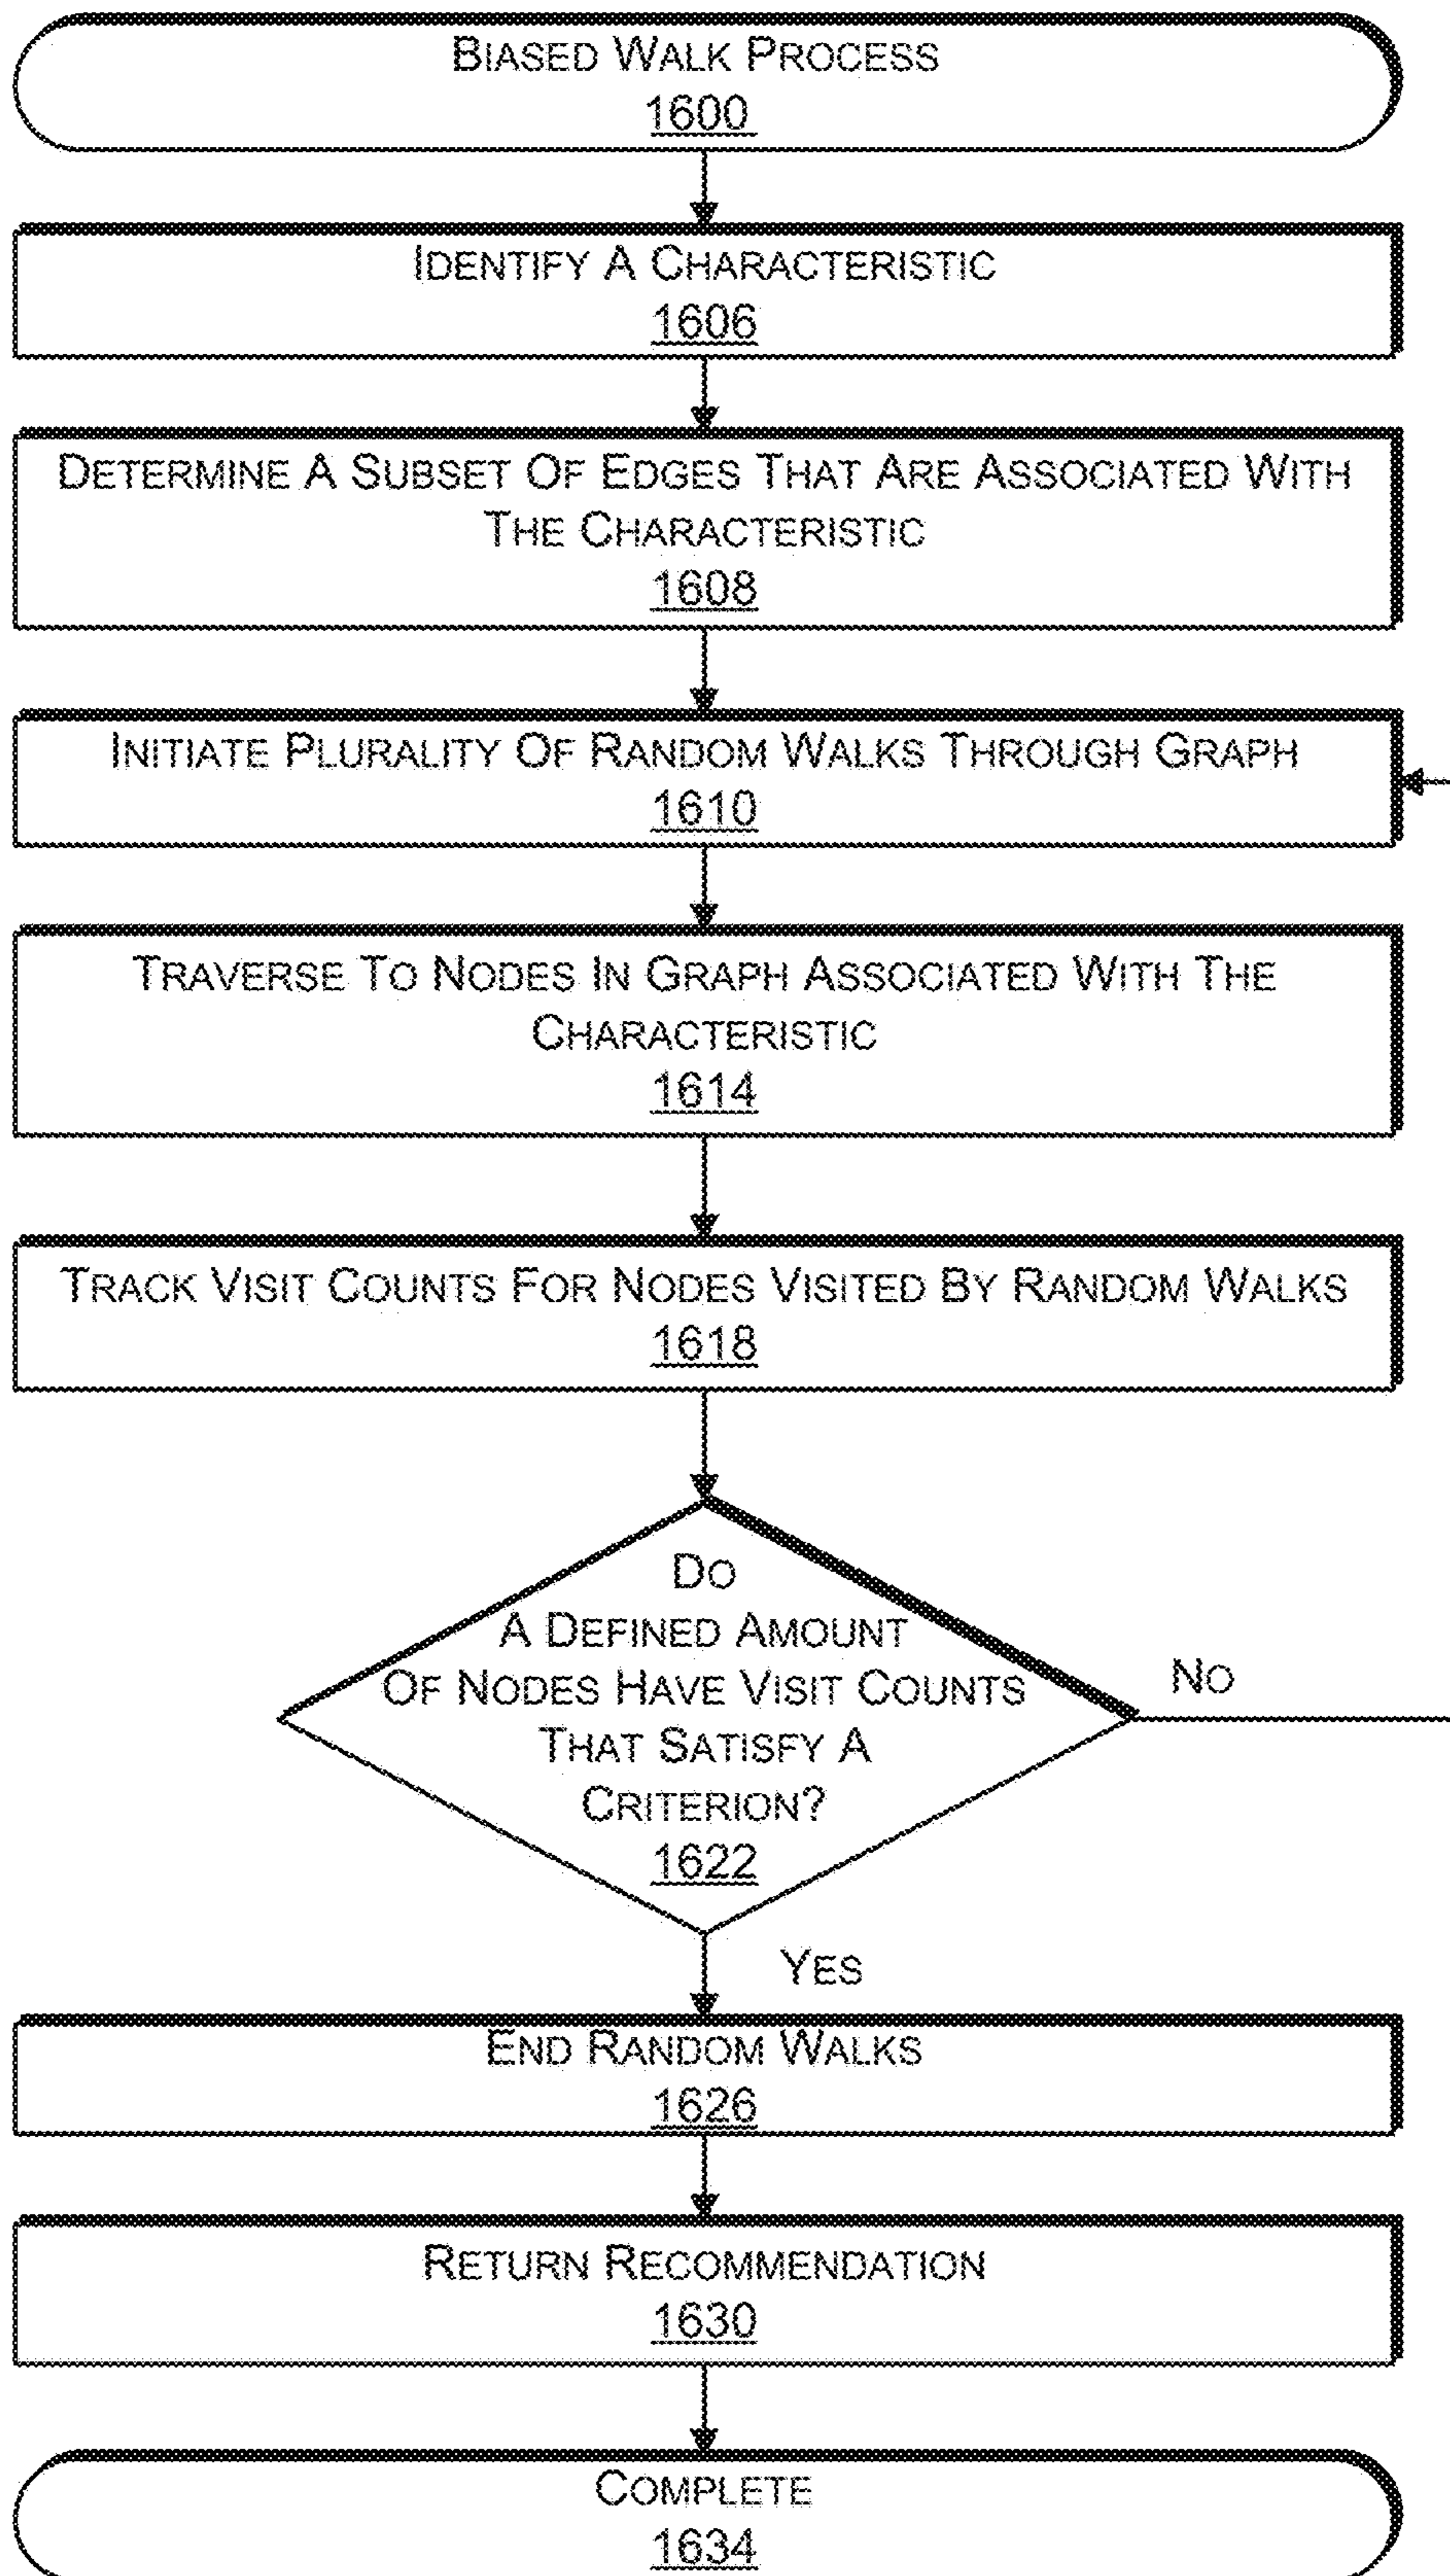 BIASED WALK PROCESS
1600
IDENTIFY A CHARACTERISTIC
1606
DETERMINE A SUBSET OF EDGES THAT ARE ASSOCIATED WITH
THE CHARACTERISTIC
1608
INITIATE PLURALITY OF RANDOM WALKS THROUGH GRAPH
1610
TRAVERSE TO NODES IN GRAPH ASSOCIATED WITH THE
CHARACTERISTIC
1614
TRACK VISIT COUNTS FOR NODES VISITED BY RANDOM WALKS
1618
DO
A DEFINED AMOUNT
OF NODES HAVE VISIT COUNTS
THAT SATISFY A
CRITERION?
1622
NO
YES
END RANDOM WALKS
1626
RETURN RECOMMENDATION
1630
COMPLETE
1634